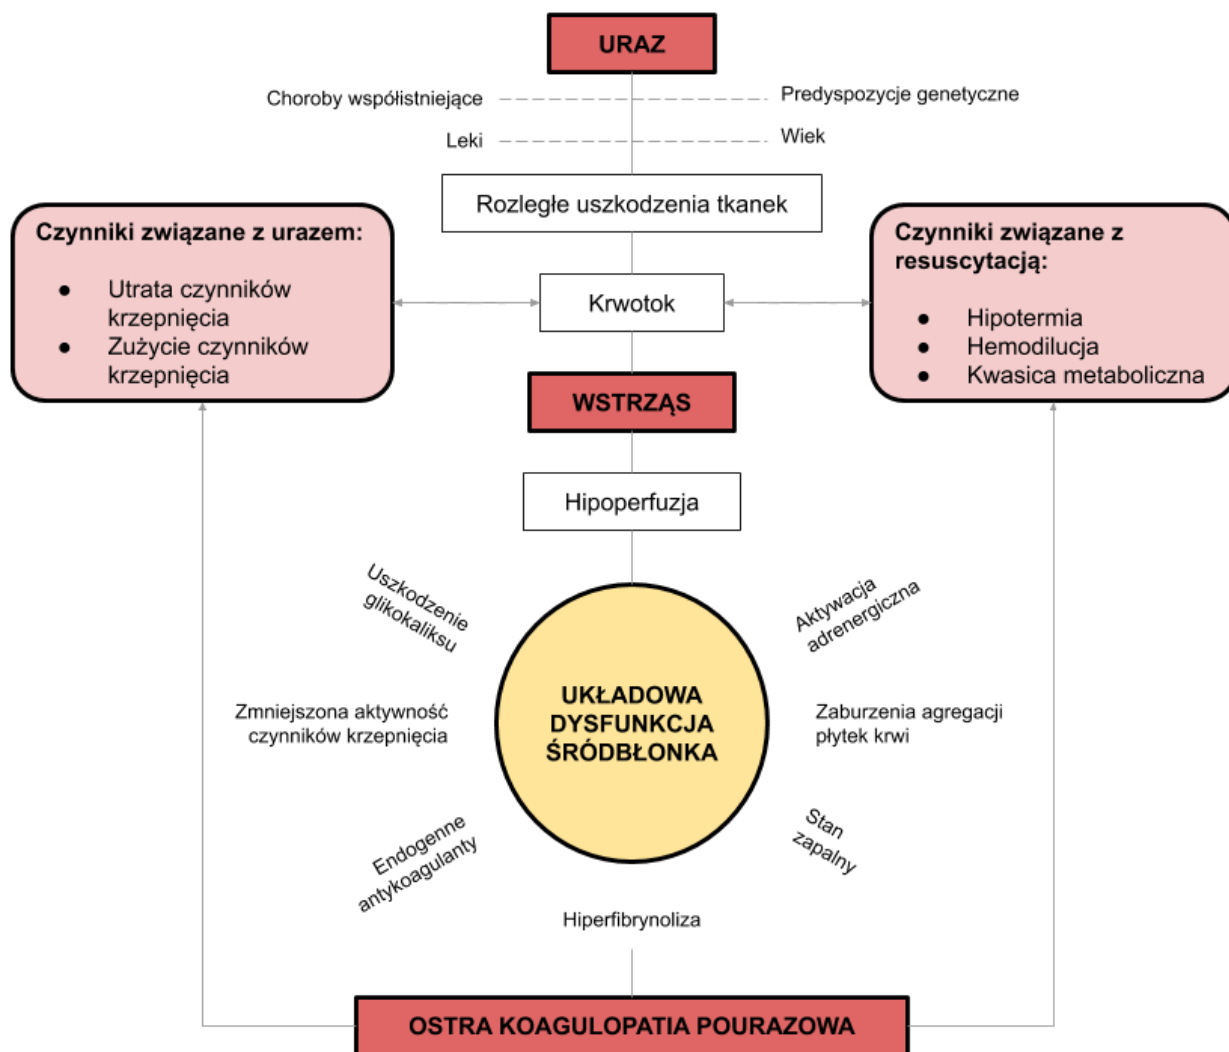 URAZ
Choroby współistniejące
Predyspozycje genetyczne
Leki
Wiek
Rozległe uszkodzenia tkanek
Czynniki związane z urazem:
● Utrata czynników
krzepnięcia
● Zużycie czynników
krzepnięcia
Krwotok
Czynniki związane z
resuscytacją:
● Hipotermia
● Hemodilucja
● Kwasica metaboliczna
WSTRZĄS
Hipoperfuzja
Uszkodzenie
glikokaliksu
Aktywacja
adrenergiczna
Zmniejszona aktywność
czynników krzepnięcia
UKŁADOWA
DYSFUNKCJA
ŚRÓDBŁONKA
Zaburzenia agregacji
płytek krwi
Endogenne
antykoagulanty
Stan
zapalny
Hiperfibrynoliza
OSTRA KOAGULOPATIA POURAZOWA